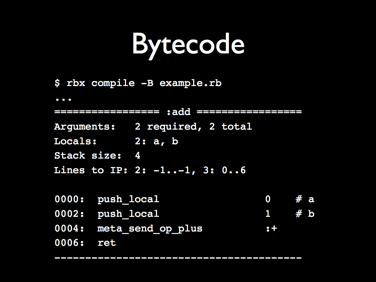 Bytecode
$ rbx compile -B example.rb
...
================= :add =================
Arguments:   2 required, 2 total
Locals:      2: a, b
Stack size:  4
Lines to IP: 2: -1..-1, 3: 0..6
0000:  push_local                 0    # a
0002:  push_local                 1    # b
0004:  meta_send_op_plus          :+
0006:  ret
----------------------------------------